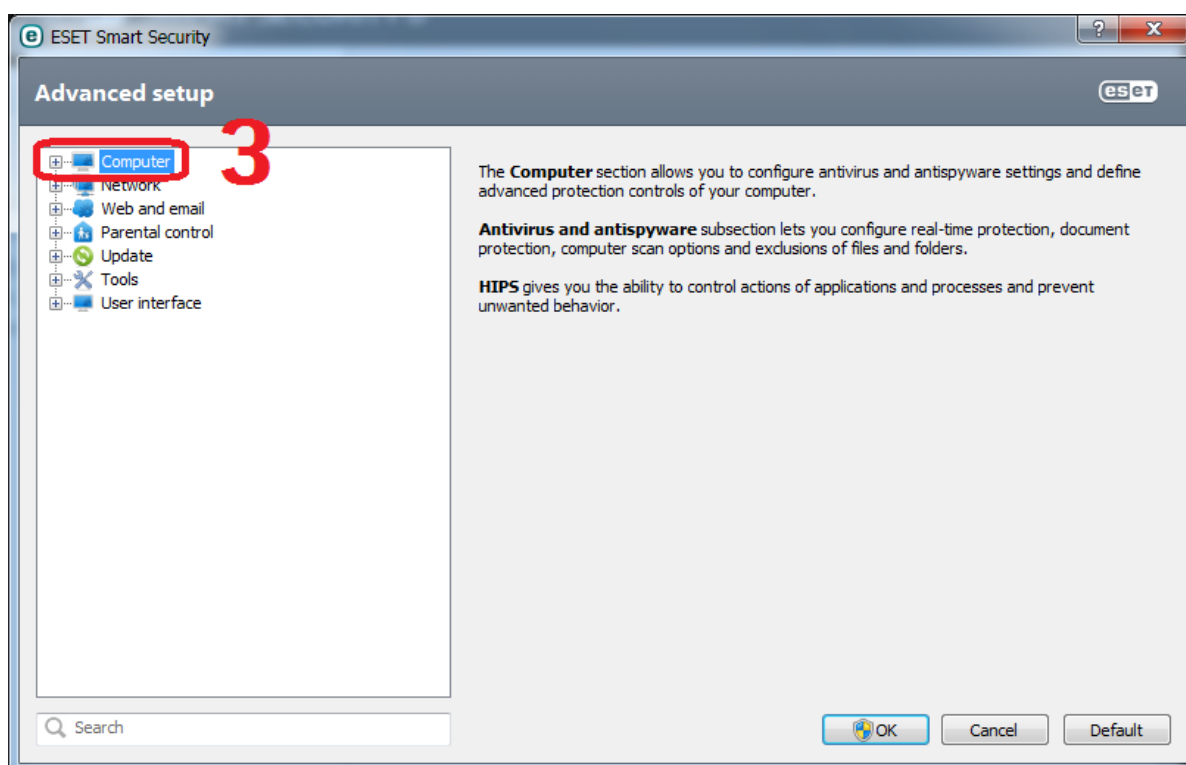 ESET Smart Security
Advanced setup
eseT
3
Computer
Network
Web and email
Parental control
Update
Tools
User interface
The Computer section allows you to configure antivirus and antispyware settings and define
advanced protection controls of your computer.
Antivirus and antispyware subsection lets you configure real-time protection, document
protection, computer scan options and exclusions of files and folders.
HIPS gives you the ability to control actions of applications and processes and prevent
unwanted behavior.
Search
OK Cancel Default